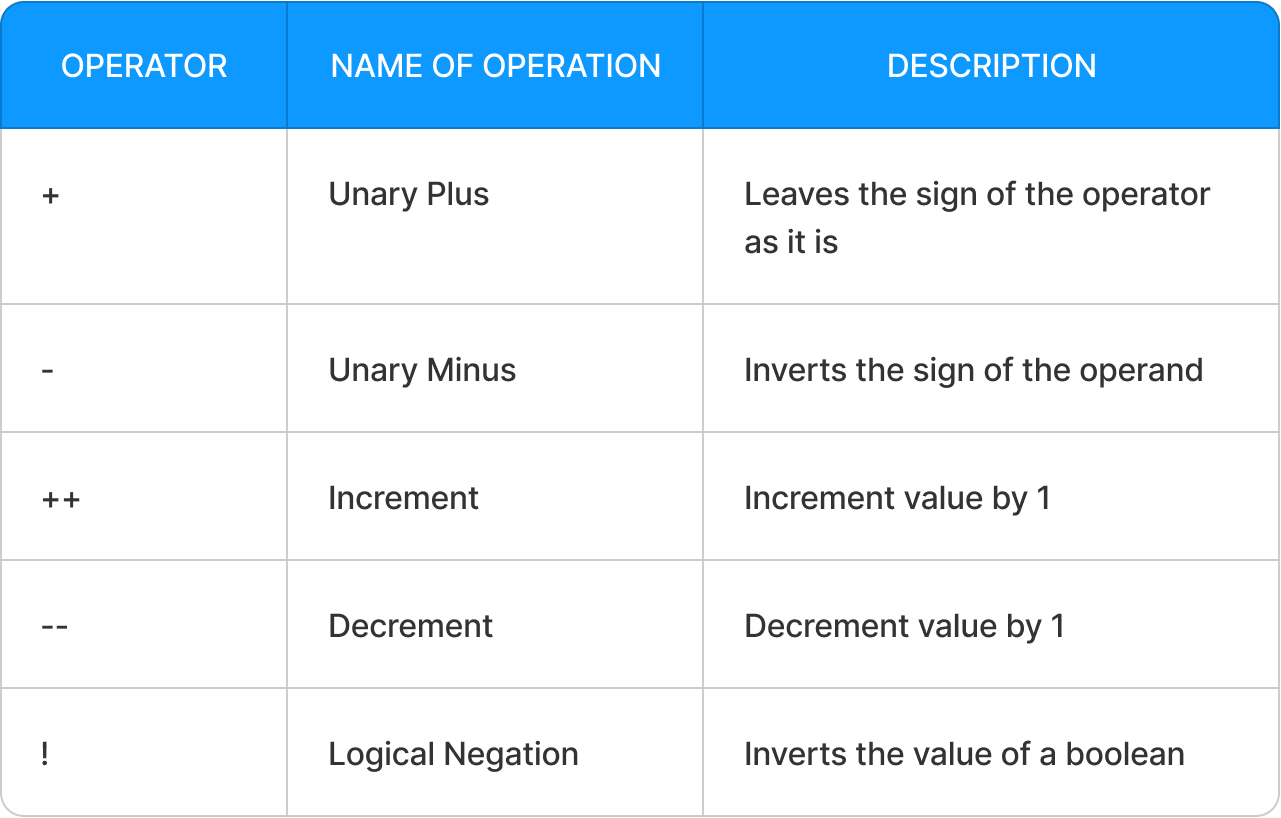 OPERATOR NAME OF OPERATION DESCRIPTION
+ Unary Plus Leaves the sign of the operator
as it is
- Unary Minus Inverts the sign of the operand
++ Increment Increment value by 1
-- Decrement Decrement value by 1
! Logical Negation Inverts the value of a boolean